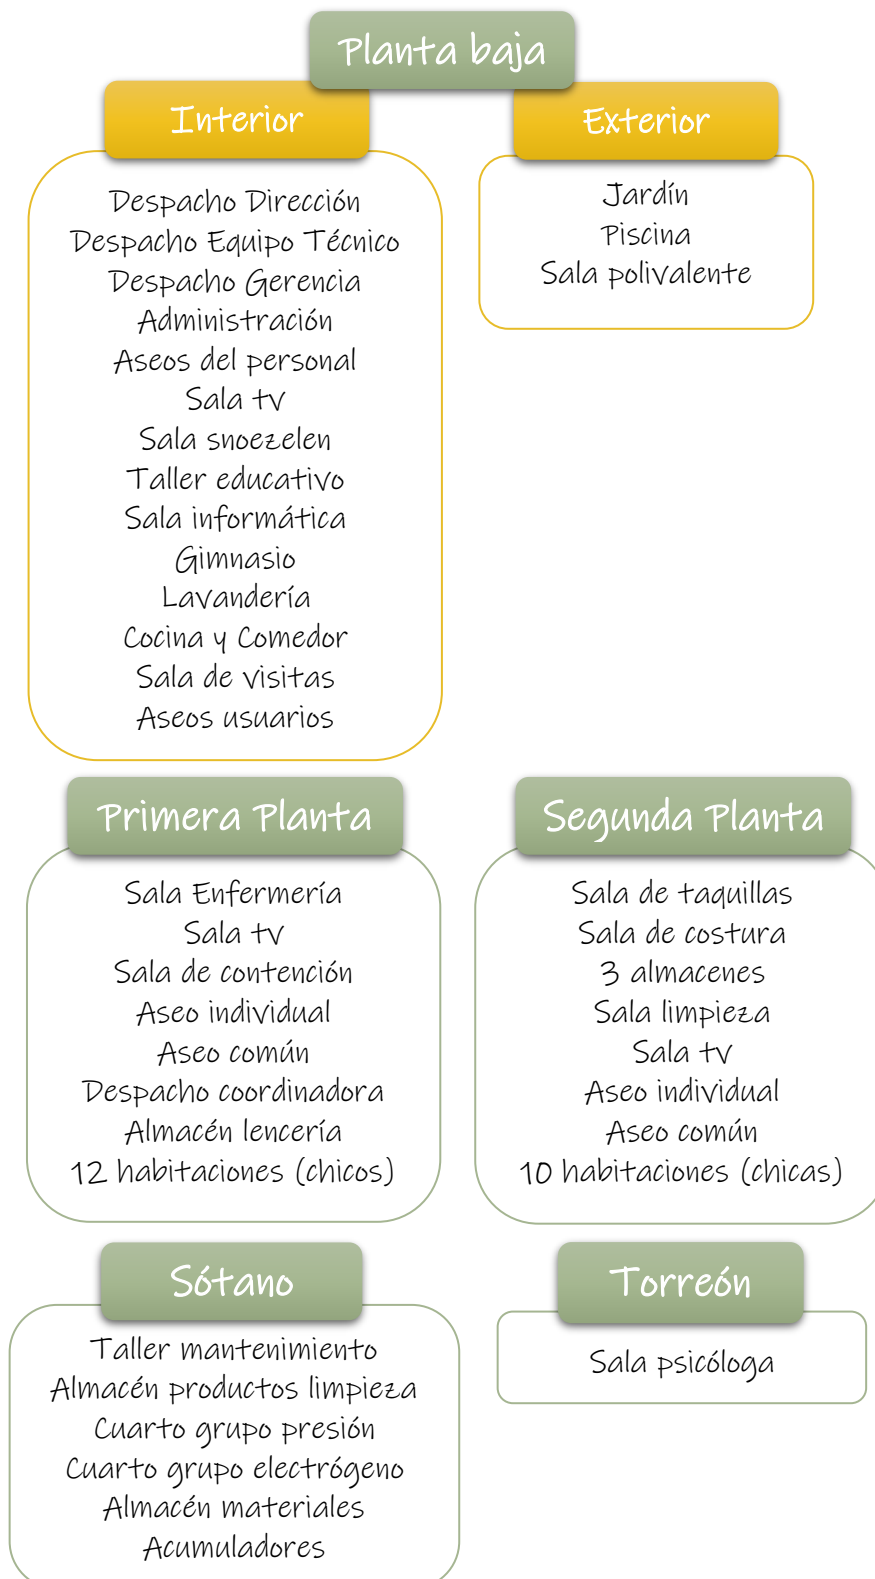 Planta baja
Interior
Despacho Dirección
Despacho Equipo Técnico
Despacho Gerencia
Administración
Aseos del personal
Sala tv
Sala snoezelen
Taller educativo
Sala informática
Gimnasio
Lavandería
Cocina y Comedor
Sala de visitas
Aseos usuarios
Exterior
Jardín
Piscina
Sala polivalente
Primera Planta
Sala Enfermería
Sala tv
Sala de contención
Aseo individual
Aseo común
Despacho coordinadora
Almacén lencería
12 habitaciones (chicos)
Segunda Planta
Sala de taquillas
Sala de costura
3 almacenes
Sala limpieza
Sala tv
Aseo individual
Aseo común
10 habitaciones (chicas)
Sótano
Taller mantenimiento
Almacén productos limpieza
Cuarto grupo presión
Cuarto grupo electrógeno
Almacén materiales
Acumuladores
Torreón
Sala psicóloga